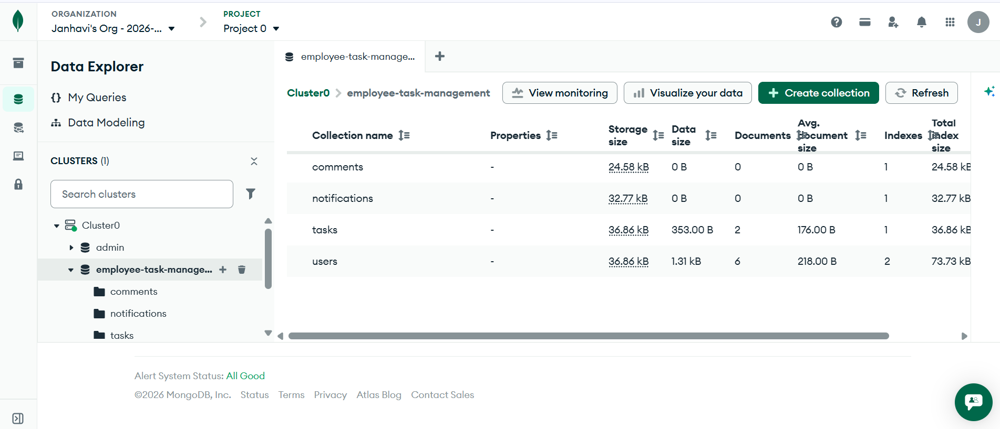 ORGANIZATION
Janhavi's Org - 2026-...
PROJECT
Project 0
J
Data Explorer
My Queries
Data Modeling
CLUSTERS (1)
Search clusters
Cluster0
admin
employee-task-manage...
comments
notifications
tasks
employee-task-manage...
Cluster0 employee-task-management
View monitoring
Visualize your data
Create collection
Refresh
Collection name Properties Storage size Data size Documents Avg. document size Indexes Total index size
comments - 24.58 kB 0 B 0 0 B 1 24.58 kB
notifications - 32.77 kB 0 B 0 0 B 1 32.77 kB
tasks - 36.86 kB 353.00 B 2 176.00 B 1 36.86 kB
users - 36.86 kB 1.31 kB 6 218.00 B 2 73.73 kB
Alert System Status: All Good
©2026 MongoDB, Inc. Status Terms Privacy Atlas Blog Contact Sales